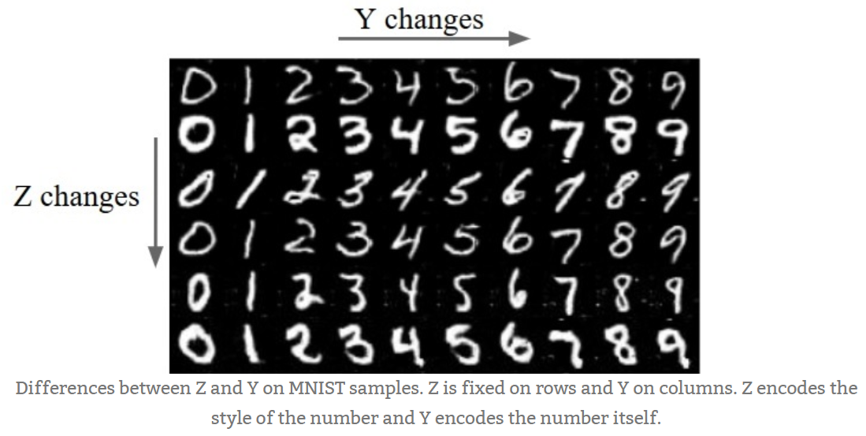 Y changes
0 1 2 3 4 5 6 7 8 9
0 1 2 3 4 5 6 7 8 9
Z changes
0 1 2 3 4 5 6 7 8 9
0 1 2 3 4 5 6 7 8 9
0 1 2 3 4 5 6 7 8 9
0 1 2 3 4 5 6 7 8 9
Differences between Z and Y on MNIST samples. Z is fixed on rows and Y on columns. Z encodes the
style of the number and Y encodes the number itself.